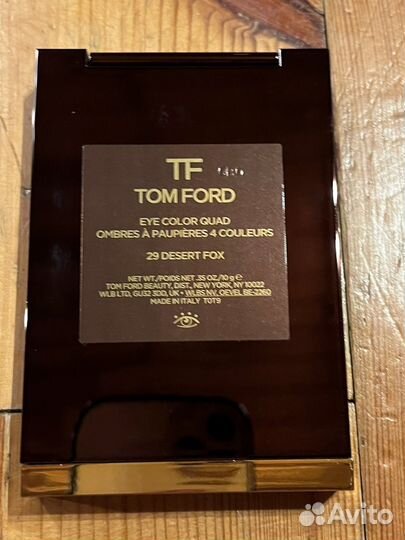 TF
TOM FORD
EYE COLOR QUAD
OMBRES À PAUPIÈRES 4 COULEURS
29 DESERT FOX
NET WT./POIDS NET .35 OZ./10 g ℮
TOM FORD BEAUTY, DIST., NEW YORK, NY 10022
WLB LTD, GU32 3DD, UK • WLBS NV, OEVEL BE-2260
MADE IN ITALY T0T9
Avito